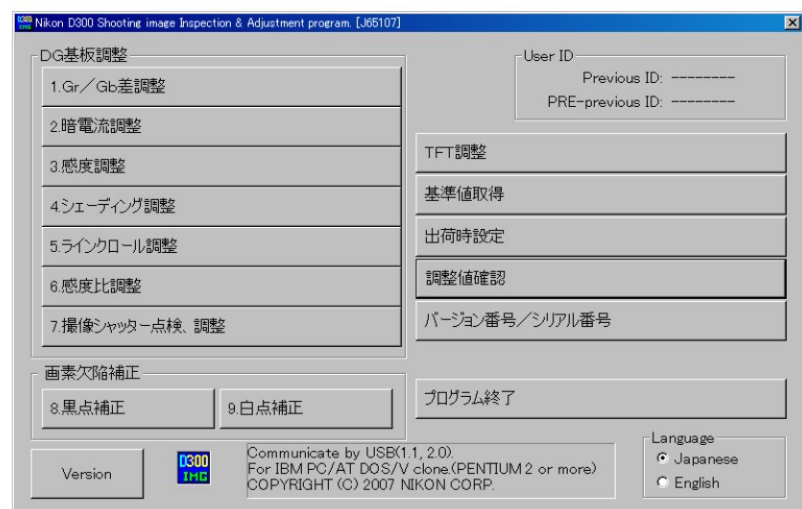 Nikon D300 Shooting image Inspection & Adjustment program. [J65107]
DG基板調整
1.Gr／Gb差調整
2.暗電流調整
3.感度調整
4.シェーディング調整
5.ラインクロール調整
6.感度比調整
7.撮像シャッター点検、調整
画素欠陥補正
8.黒点補正
9.白点補正
Version
D300
IMG
Communicate by USB(1.1, 2.0).
For IBM PC/AT DOS/V clone.(PENTIUM 2 or more)
COPYRIGHT (C) 2007 NIKON CORP.
User ID
Previous ID: --------
PRE-previous ID: --------
TFT調整
基準値取得
出荷時設定
調整値確認
バージョン番号／シリアル番号
プログラム終了
Language
Japanese
English